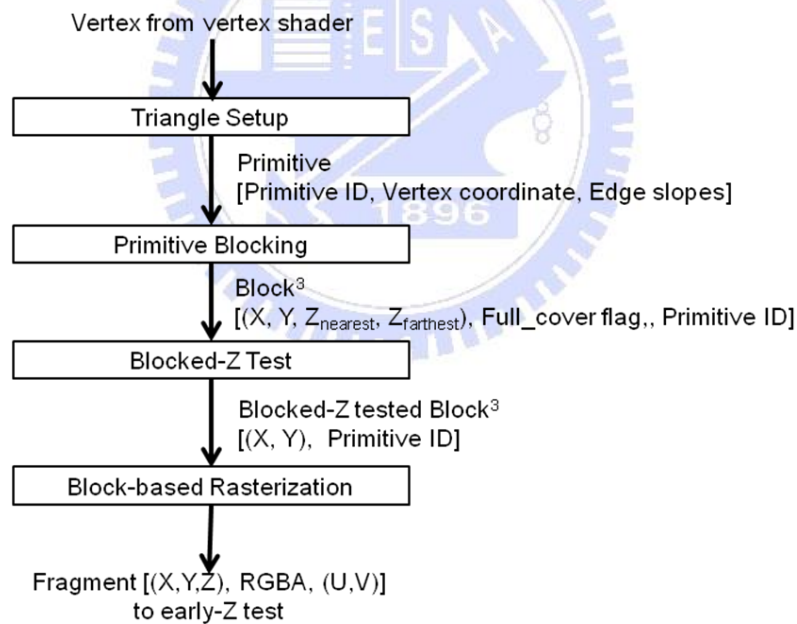 Vertex from vertex shader
E S A
Triangle Setup
Primitive
[Primitive ID, Vertex coordinate, Edge slopes]
1896
Primitive Blocking
Block³
[(X, Y, Znearest, Zfarthest), Full_cover flag,, Primitive ID]
Blocked-Z Test
Blocked-Z tested Block³
[(X, Y), Primitive ID]
Block-based Rasterization
Fragment [(X,Y,Z), RGBA, (U,V)]
to early-Z test